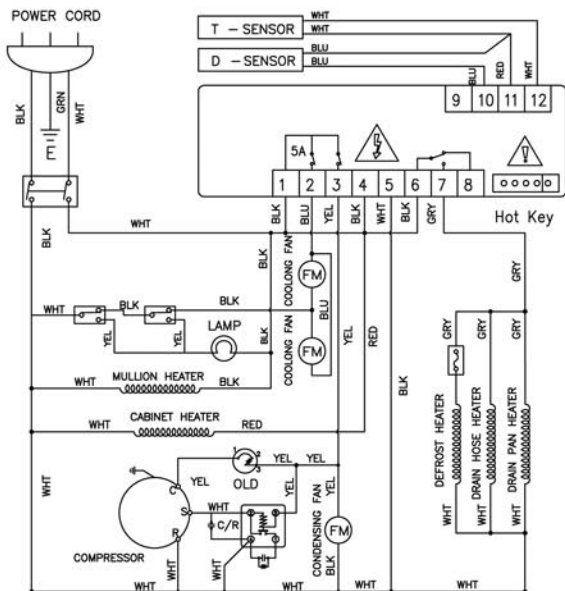 POWER CORD
T - SENSOR
WHT
WHT
D - SENSOR
BLU
BLU
BLU
RED
WHT
BLK
GRN
WHT
E
9 10 11 12
5A
1 2 3 4 5 6 7 8
Hot Key
BLK
BLU
YEL
BLK
WHT
BLK
GRY
WHT
BLK
BLK
COOLONG FAN
FM
BLU
GRY
WHT
BLK
BLK
YEL
YEL
LAMP
BLK
COOLONG FAN
FM
YEL
RED
GRY
GRY
GRY
WHT
MULLION HEATER
BLK
BLK
WHT
CABINET HEATER
RED
DEFROST HEATER
DRAIN HOSE HEATER
DRAIN PAN HEATER
WHT
1
2
3
YEL
YEL
YEL
OLD
YEL
YEL
C
S
R
WHT
C/R
COMPRESSOR
CONDENSING FAN
FM
BLK
WHT
WHT
WHT
WHT
WHT
WHT
WHT
WHT
WHT